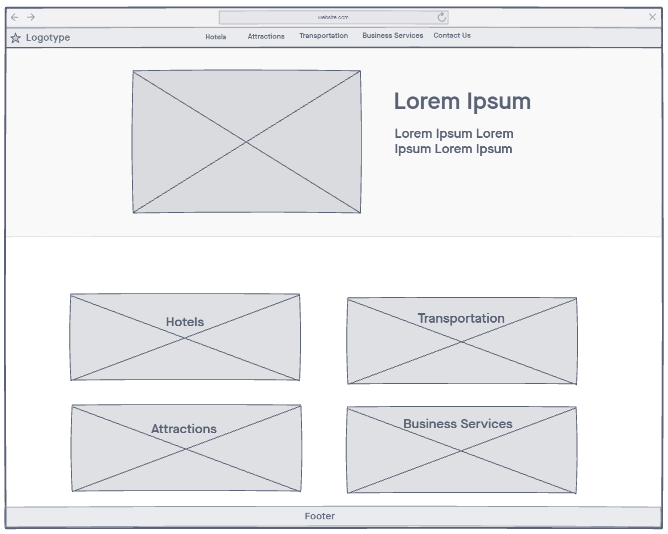 website.com
Logotype
Hotels Attractions Transportation Business Services Contact Us
Lorem Ipsum
Lorem Ipsum Lorem
Ipsum Lorem Ipsum
Hotels
Transportation
Attractions
Business Services
Footer